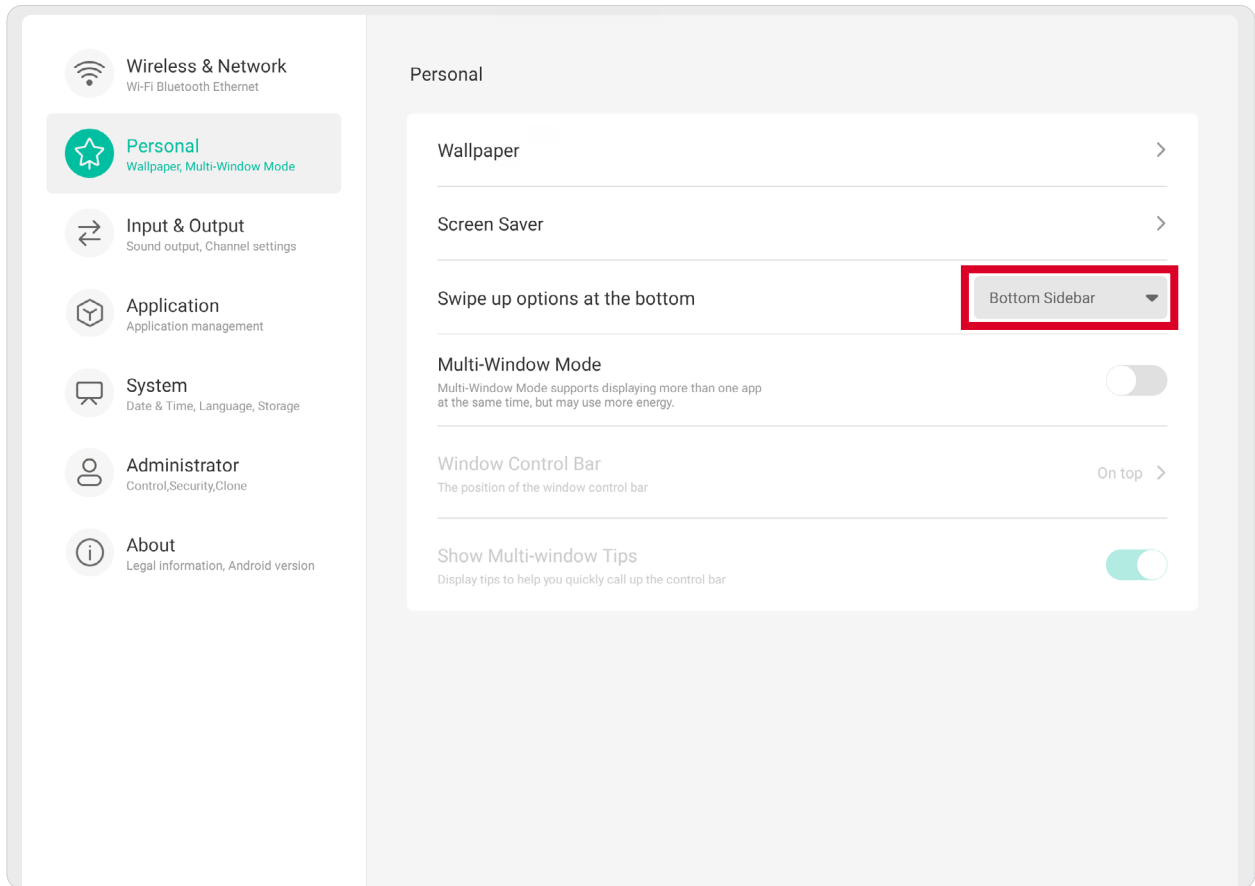 Wireless & Network
Wi-Fi Bluetooth Ethernet
Personal
Wallpaper, Multi-Window Mode
Input & Output
Sound output, Channel settings
Application
Application management
System
Date & Time, Language, Storage
Administrator
Control,Security,Clone
About
Legal information, Android version
Personal
Wallpaper
Screen Saver
Swipe up options at the bottom
Bottom Sidebar
Multi-Window Mode
Multi-Window Mode supports displaying more than one app
at the same time, but may use more energy.
Window Control Bar
The position of the window control bar
On top
Show Multi-window Tips
Display tips to help you quickly call up the control bar